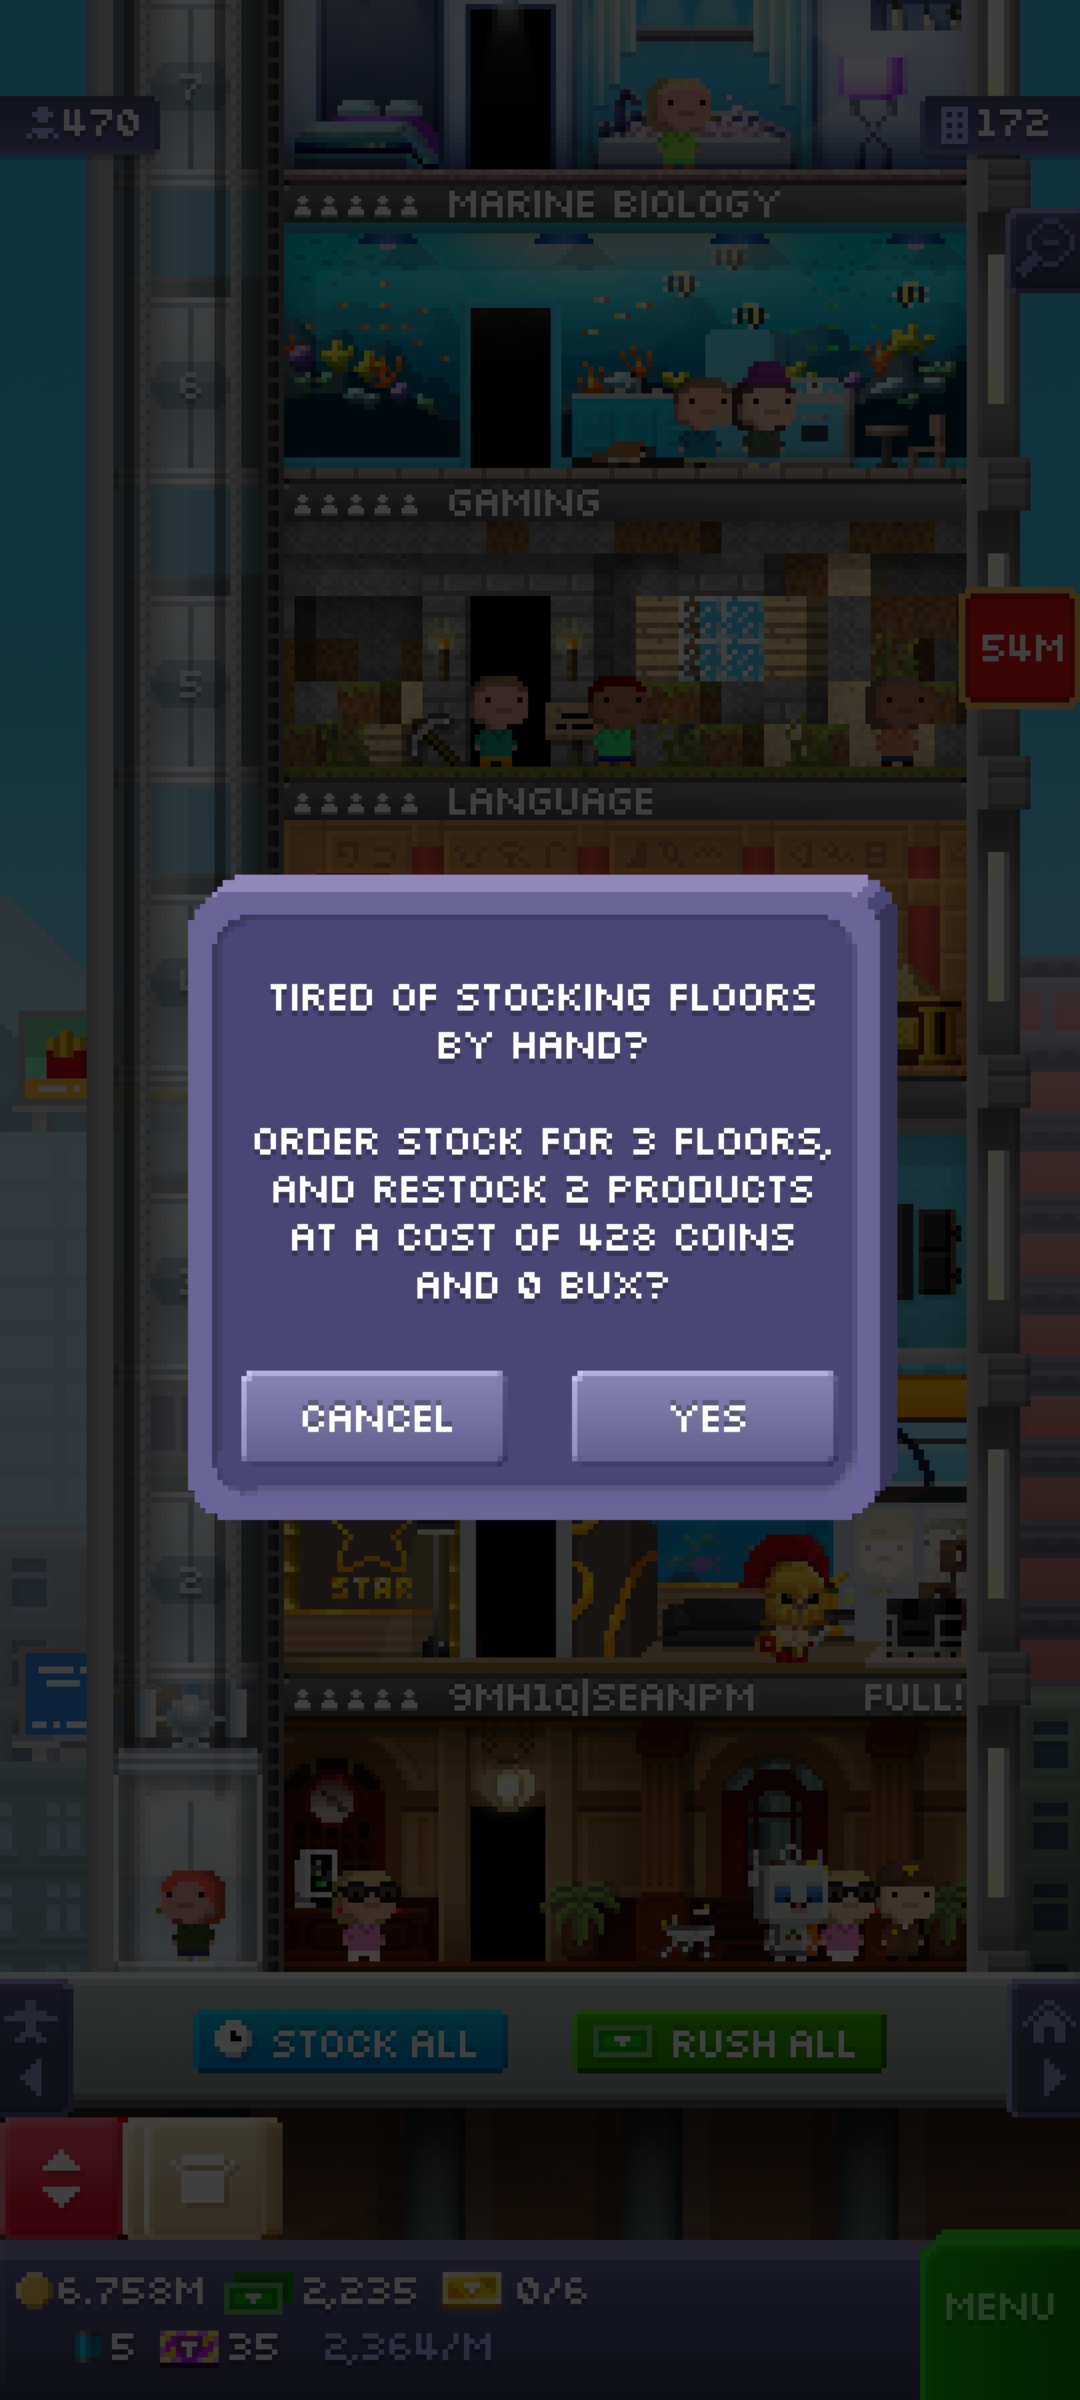 7
470
172
MARINE BIOLOGY
6
GAMING
5
54M
LANGUAGE
TIRED OF STOCKING FLOORS
BY HAND?
ORDER STOCK FOR 3 FLOORS,
AND RESTOCK 2 PRODUCTS
AT A COST OF 428 COINS
AND 0 BUX?
CANCEL
YES
2
STAR
9MH1Q|SEANPM
FULL!
STOCK ALL
RUSH ALL
6.758M
2,235
0/6
MENU
5
35
2,364/M